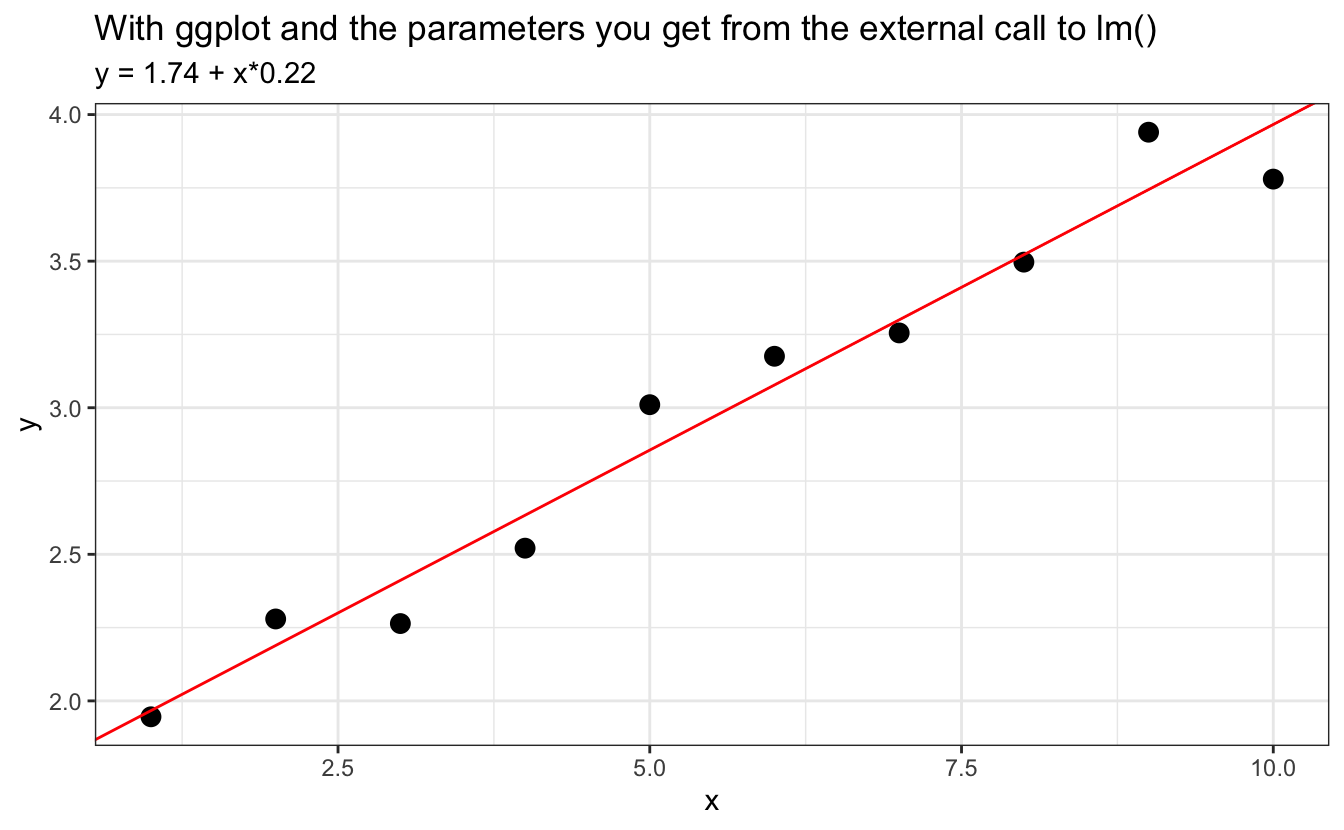 With ggplot and the parameters you get from the external call to lm()
y = 1.74 + x*0.22
4.0
3.5
3.0
2.5
2.0
y
2.5 5.0 7.5 10.0
x